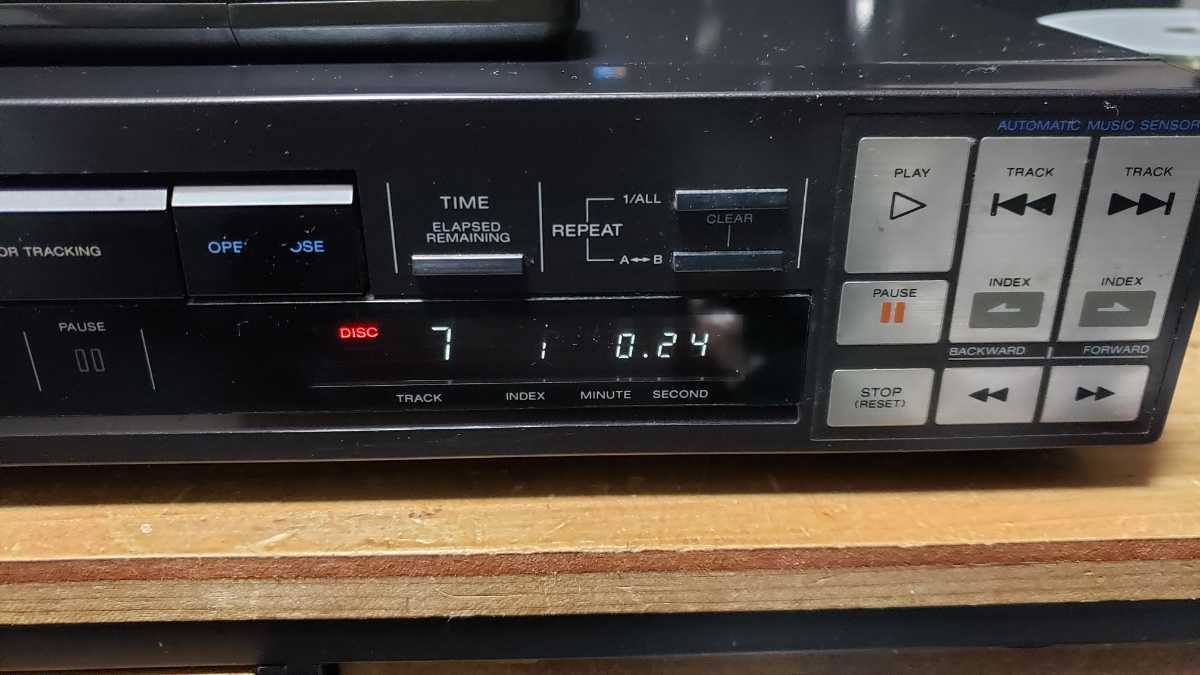 AUTOMATIC MUSIC SENSOR
PLAY
TRACK
TRACK
TIME
ELAPSED
REMAINING
REPEAT
1/ALL
CLEAR
A↔B
TRACKING
INDEX
INDEX
PAUSE
PAUSE
DISC
7
1
0.24
TRACK
INDEX
MINUTE
SECOND
BACKWARD
FORWARD
STOP
(RESET)